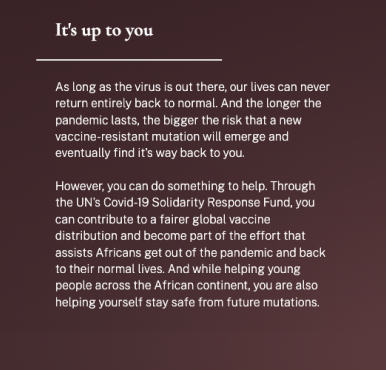 It's up to you
As long as the virus is out there, our lives can never
return entirely back to normal. And the longer the
pandemic lasts, the bigger the risk that a new
vaccine-resistant mutation will emerge and
eventually find it's way back to you.
However, you can do something to help. Through
the UN's Covid-19 Solidarity Response Fund, you
can contribute to a fairer global vaccine
distribution and become part of the effort that
assists Africans get out of the pandemic and back
to their normal lives. And while helping young
people across the African continent, you are also
helping yourself stay safe from future mutations.